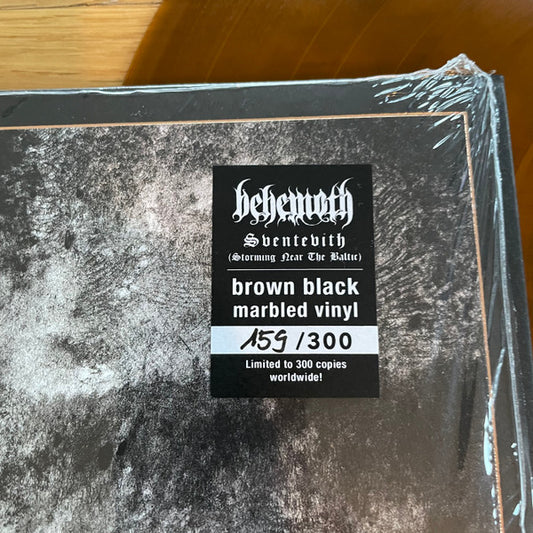 behemoth
Sventevith
(Storming Near The Baltic)
brown black
marbled vinyl
159/300
Limited to 300 copies
worldwide!